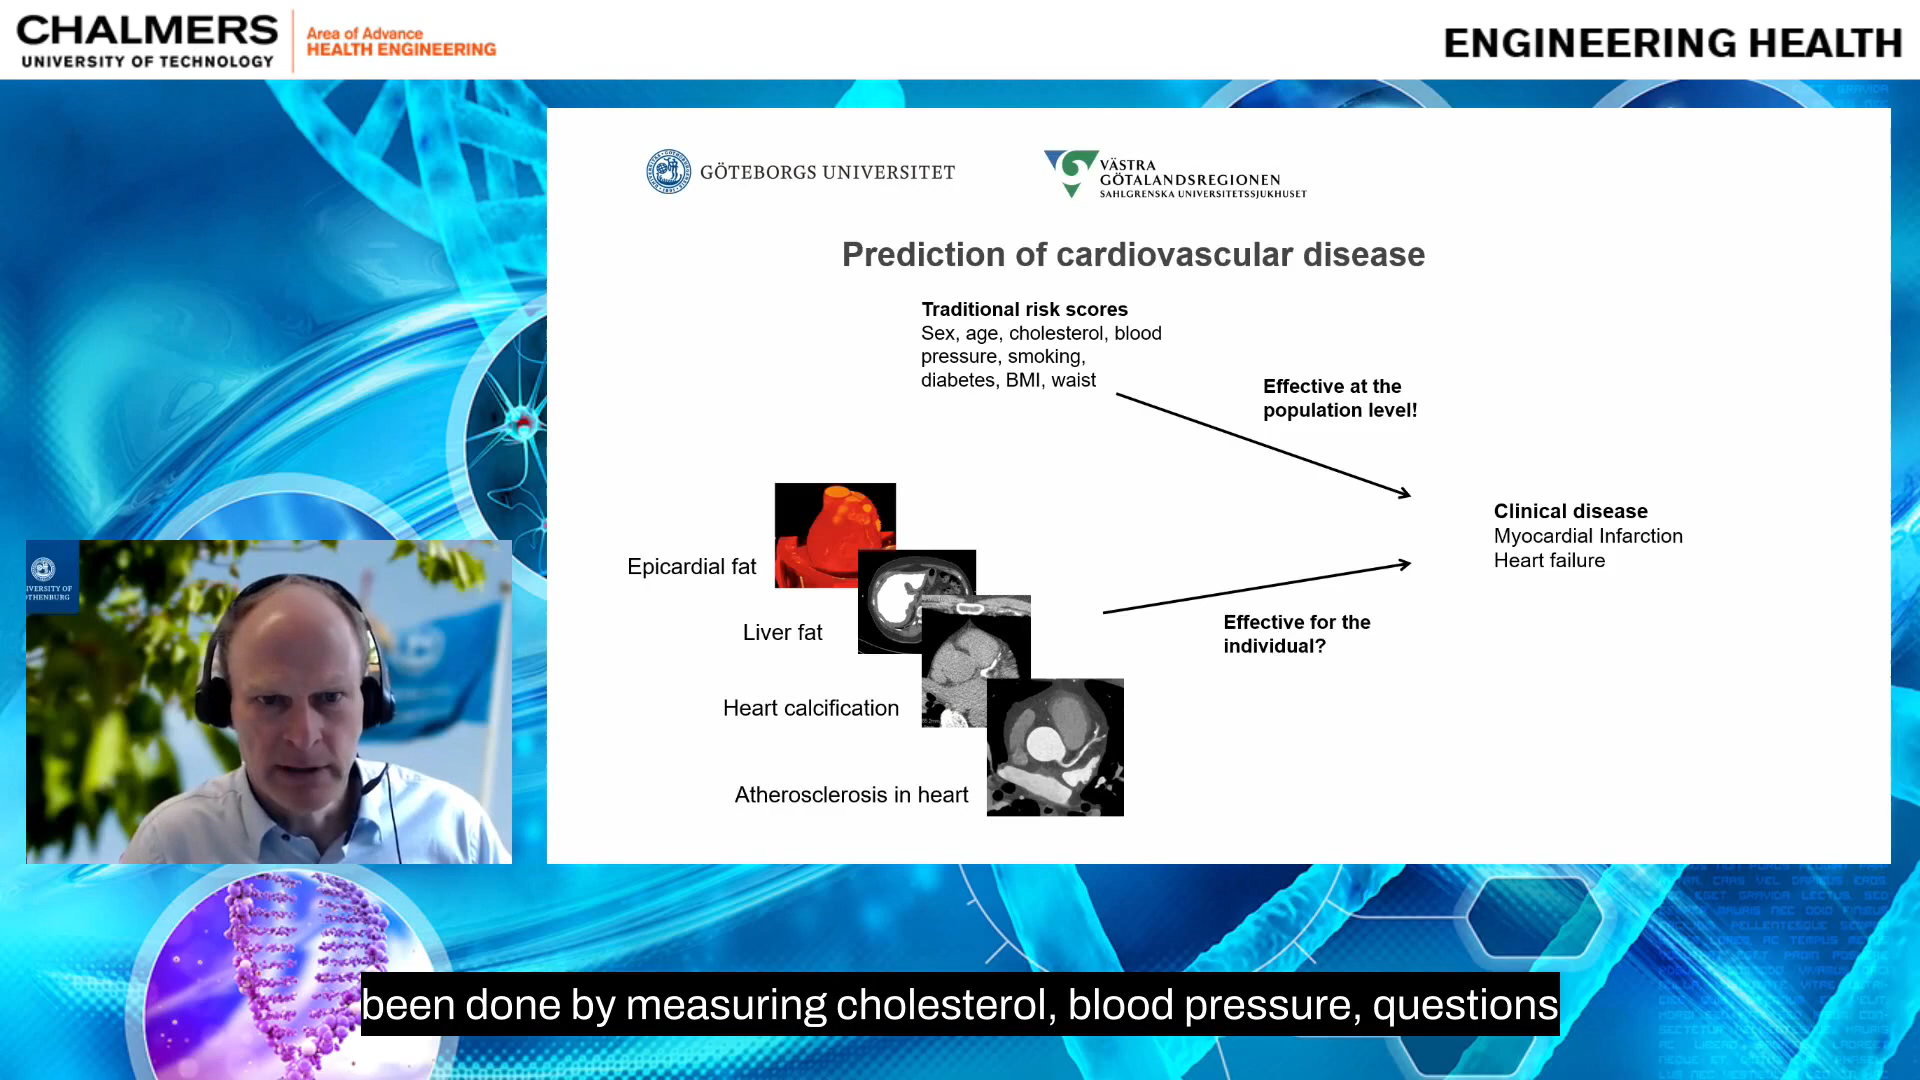 CHALMERS
UNIVERSITY OF TECHNOLOGY
Area of Advance
HEALTH ENGINEERING
ENGINEERING HEALTH
GÖTEBORGS UNIVERSITET
VÄSTRA
GÖTALANDSREGIONEN
SAHLGRENSKA UNIVERSITETSSJUKHUSET
Prediction of cardiovascular disease
Traditional risk scores
Sex, age, cholesterol, blood
pressure, smoking,
diabetes, BMI, waist
Effective at the
population level!
Clinical disease
Myocardial Infarction
Heart failure
Epicardial fat
Liver fat
Heart calcification
Atherosclerosis in heart
Effective for the
individual?
IVERSITY OF
THENBURG
been done by measuring cholesterol, blood pressure, questions